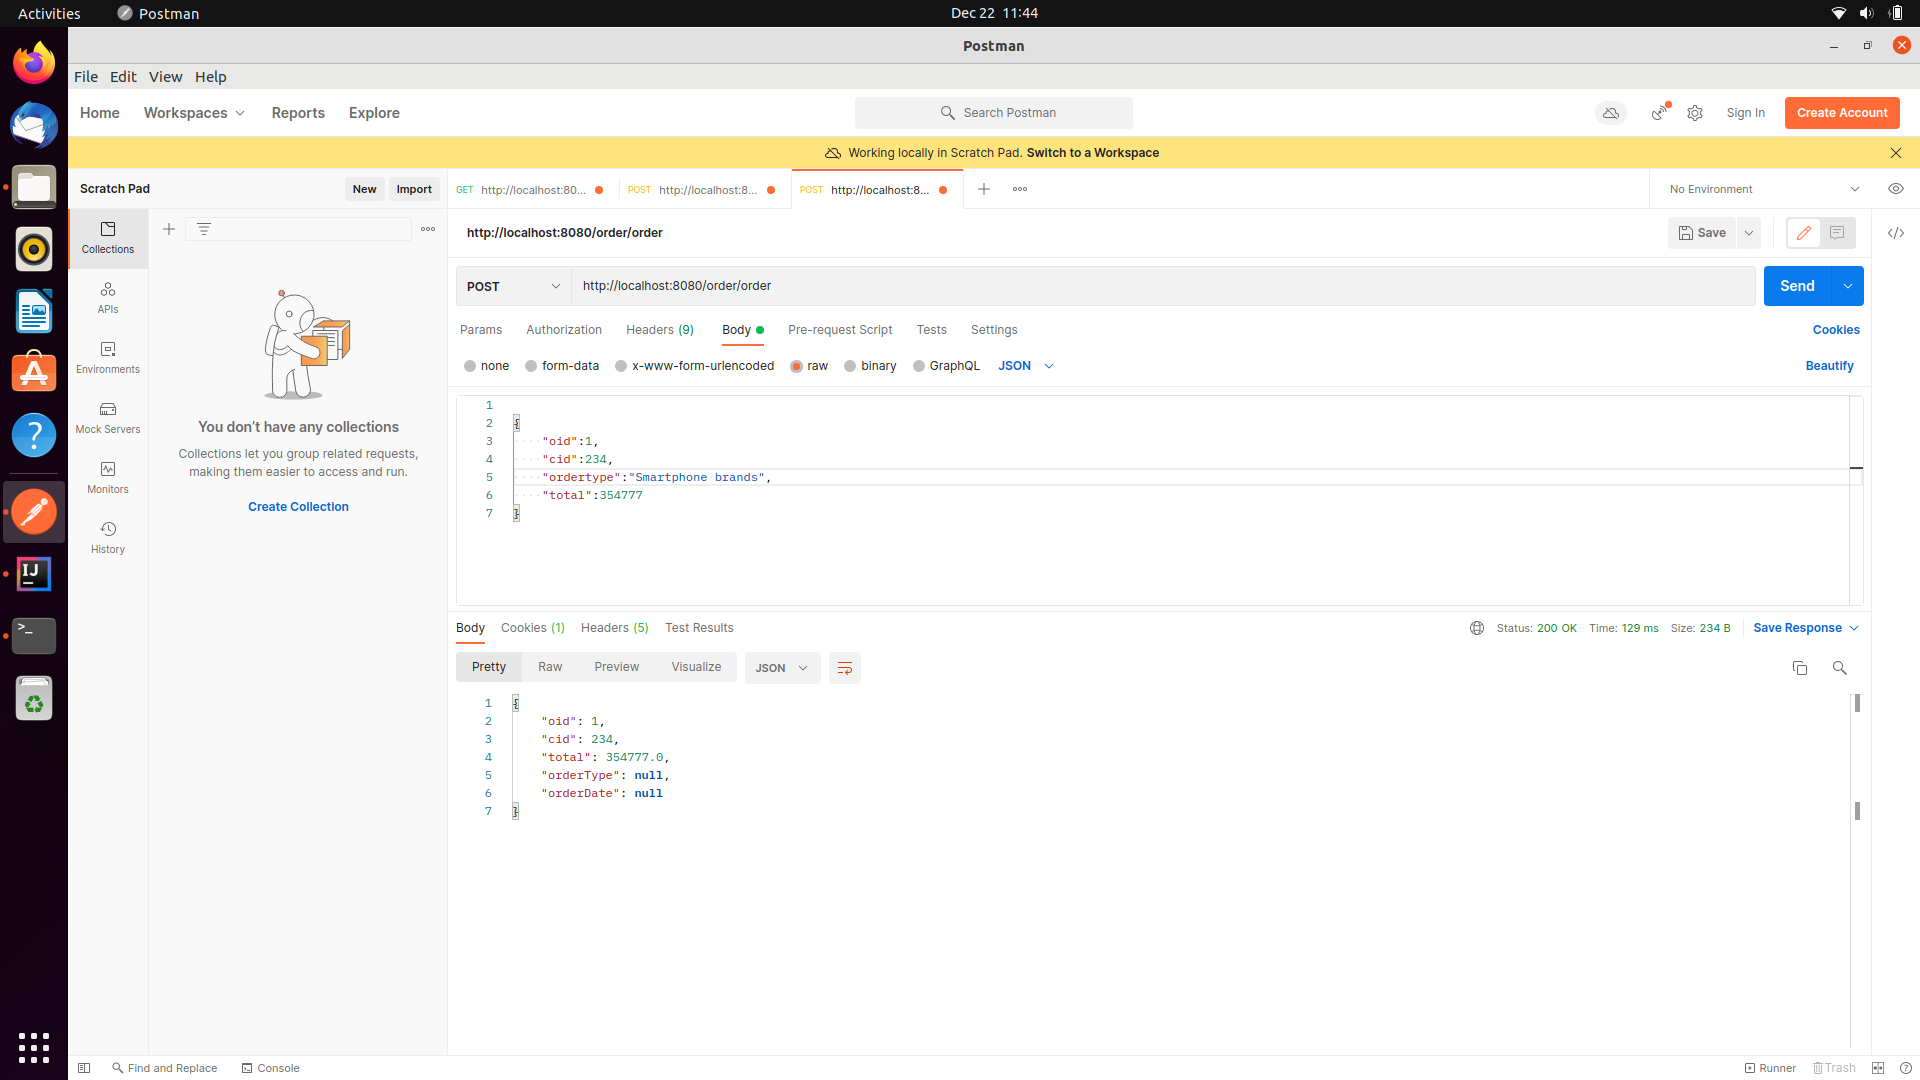 Activities
Postman
Dec 22 11:44
Postman
File Edit View Help
Home Workspaces Reports Explore
Search Postman
Sign In
Create Account
Working locally in Scratch Pad. Switch to a Workspace
Scratch Pad
New
Import
GET http://localhost:80...
POST http://localhost:8...
POST http://localhost:8...
No Environment
Collections
APIs
Environments
Mock Servers
Monitors
History
You don't have any collections
Collections let you group related requests,
making them easier to access and run.
Create Collection
http://localhost:8080/order/order
Save
POST
http://localhost:8080/order/order
Send
Params Authorization Headers (9) Body Pre-request Script Tests Settings
Cookies
none form-data x-www-form-urlencoded raw binary GraphQL JSON
Beautify
1
2 {
3 "oid":1,
4 "cid":234,
5 "ordertype":"Smartphone brands",
6 "total":354777
7 }
Body Cookies (1) Headers (5) Test Results
Status: 200 OK Time: 129 ms Size: 234 B
Save Response
Pretty Raw Preview Visualize JSON
1 {
2 "oid": 1,
3 "cid": 234,
4 "total": 354777.0,
5 "orderType": null,
6 "orderDate": null
7 }
Find and Replace
Console
Runner
Trash